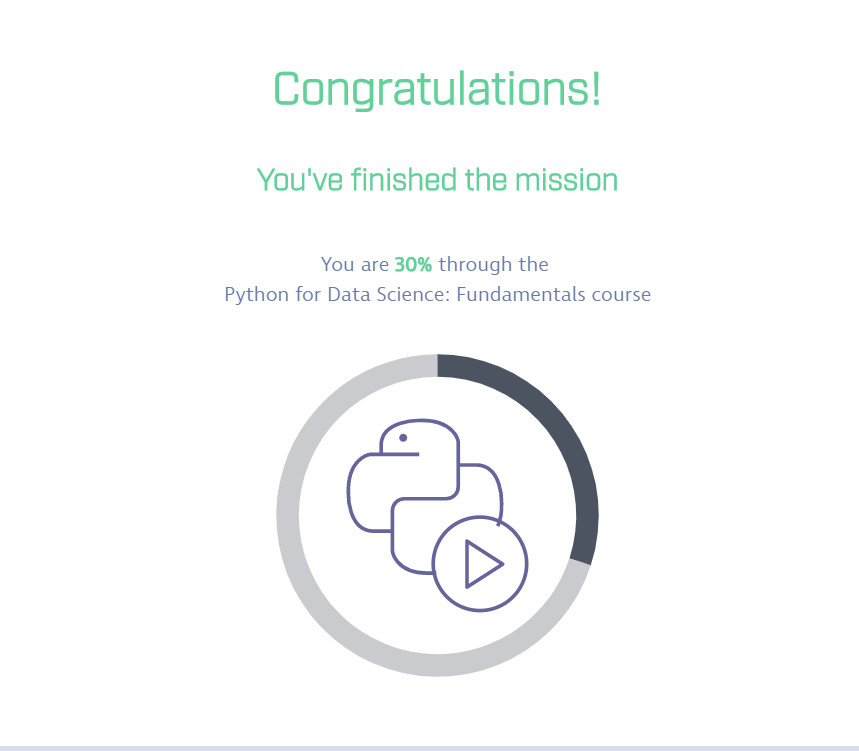 Congratulations!
You've finished the mission
You are 30% through the
Python for Data Science: Fundamentals course